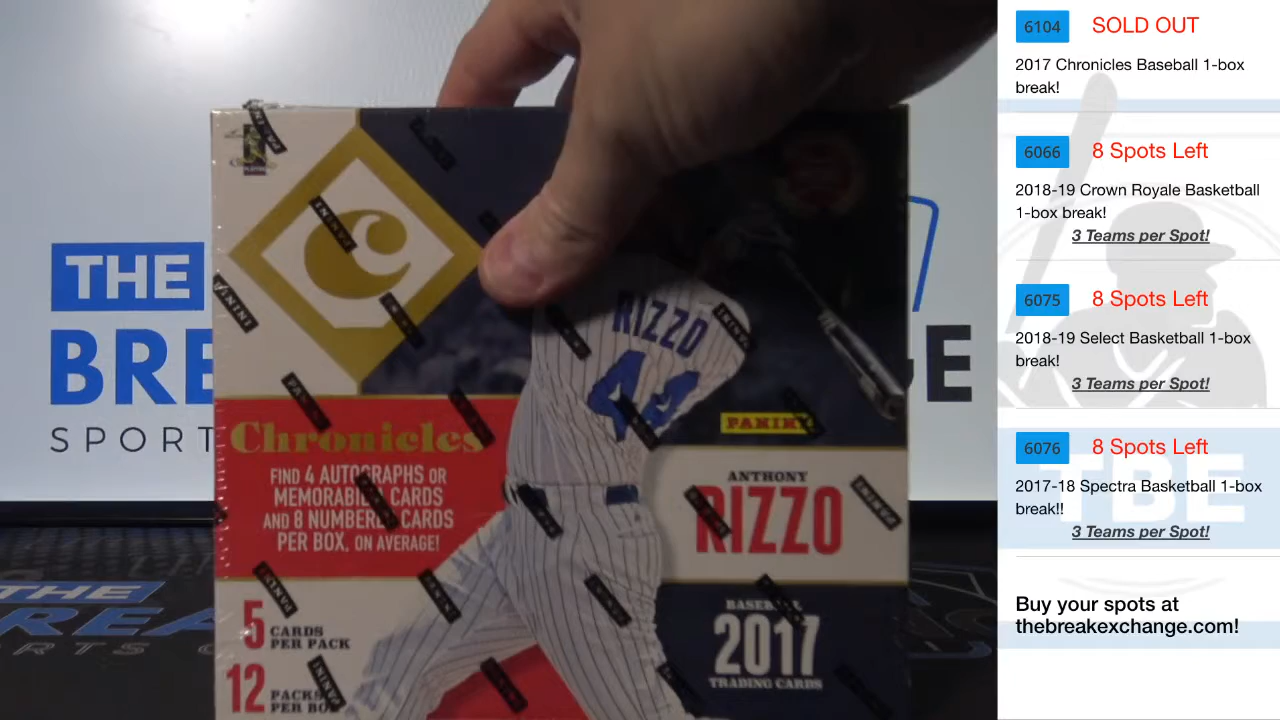 THE
BRE
E
SPORT
RIZZO
44
PANINI
Chronicles
FIND 4 AUTOGRAPHS OR
MEMORABILIA CARDS
AND 8 NUMBERED CARDS
PER BOX, ON AVERAGE!
ANTHONY
RIZZO
5 CARDS
PER PACK
12 PACKS
PER BOX
BASEBALL
2017
TRADING CARDS
THE
BREA
6104 SOLD OUT
2017 Chronicles Baseball 1-box
break!
6066 8 Spots Left
2018-19 Crown Royale Basketball
1-box break!
3 Teams per Spot!
6075 8 Spots Left
2018-19 Select Basketball 1-box
break!
3 Teams per Spot!
6076 8 Spots Left
2017-18 Spectra Basketball 1-box
break!!
3 Teams per Spot!
TBE
Buy your spots at
thebreakexchange.com!